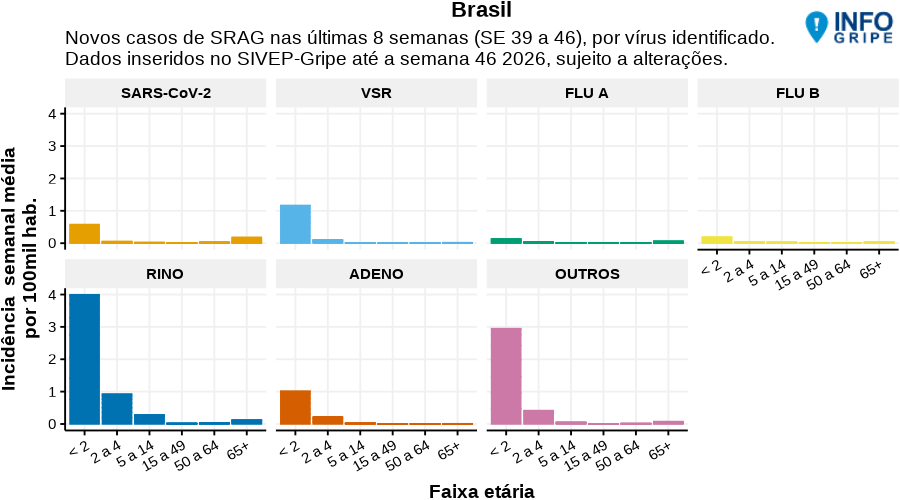 Brasil
INFO
GRIPE
Novos casos de SRAG nas últimas 8 semanas (SE 39 a 46), por vírus identificado.
Dados inseridos no SIVEP-Gripe até a semana 46 2026, sujeito a alterações.
SARS-CoV-2
VSR
FLU A
FLU B
4
3
2
1
0
< 2
2 a 4
5 a 14
15 a 49
50 a 64
65+
RINO
ADENO
OUTROS
4
3
2
1
0
< 2
2 a 4
5 a 14
15 a 49
50 a 64
65+
< 2
2 a 4
5 a 14
15 a 49
50 a 64
65+
< 2
2 a 4
5 a 14
15 a 49
50 a 64
65+
Incidência semanal média
por 100mil hab.
Faixa etária